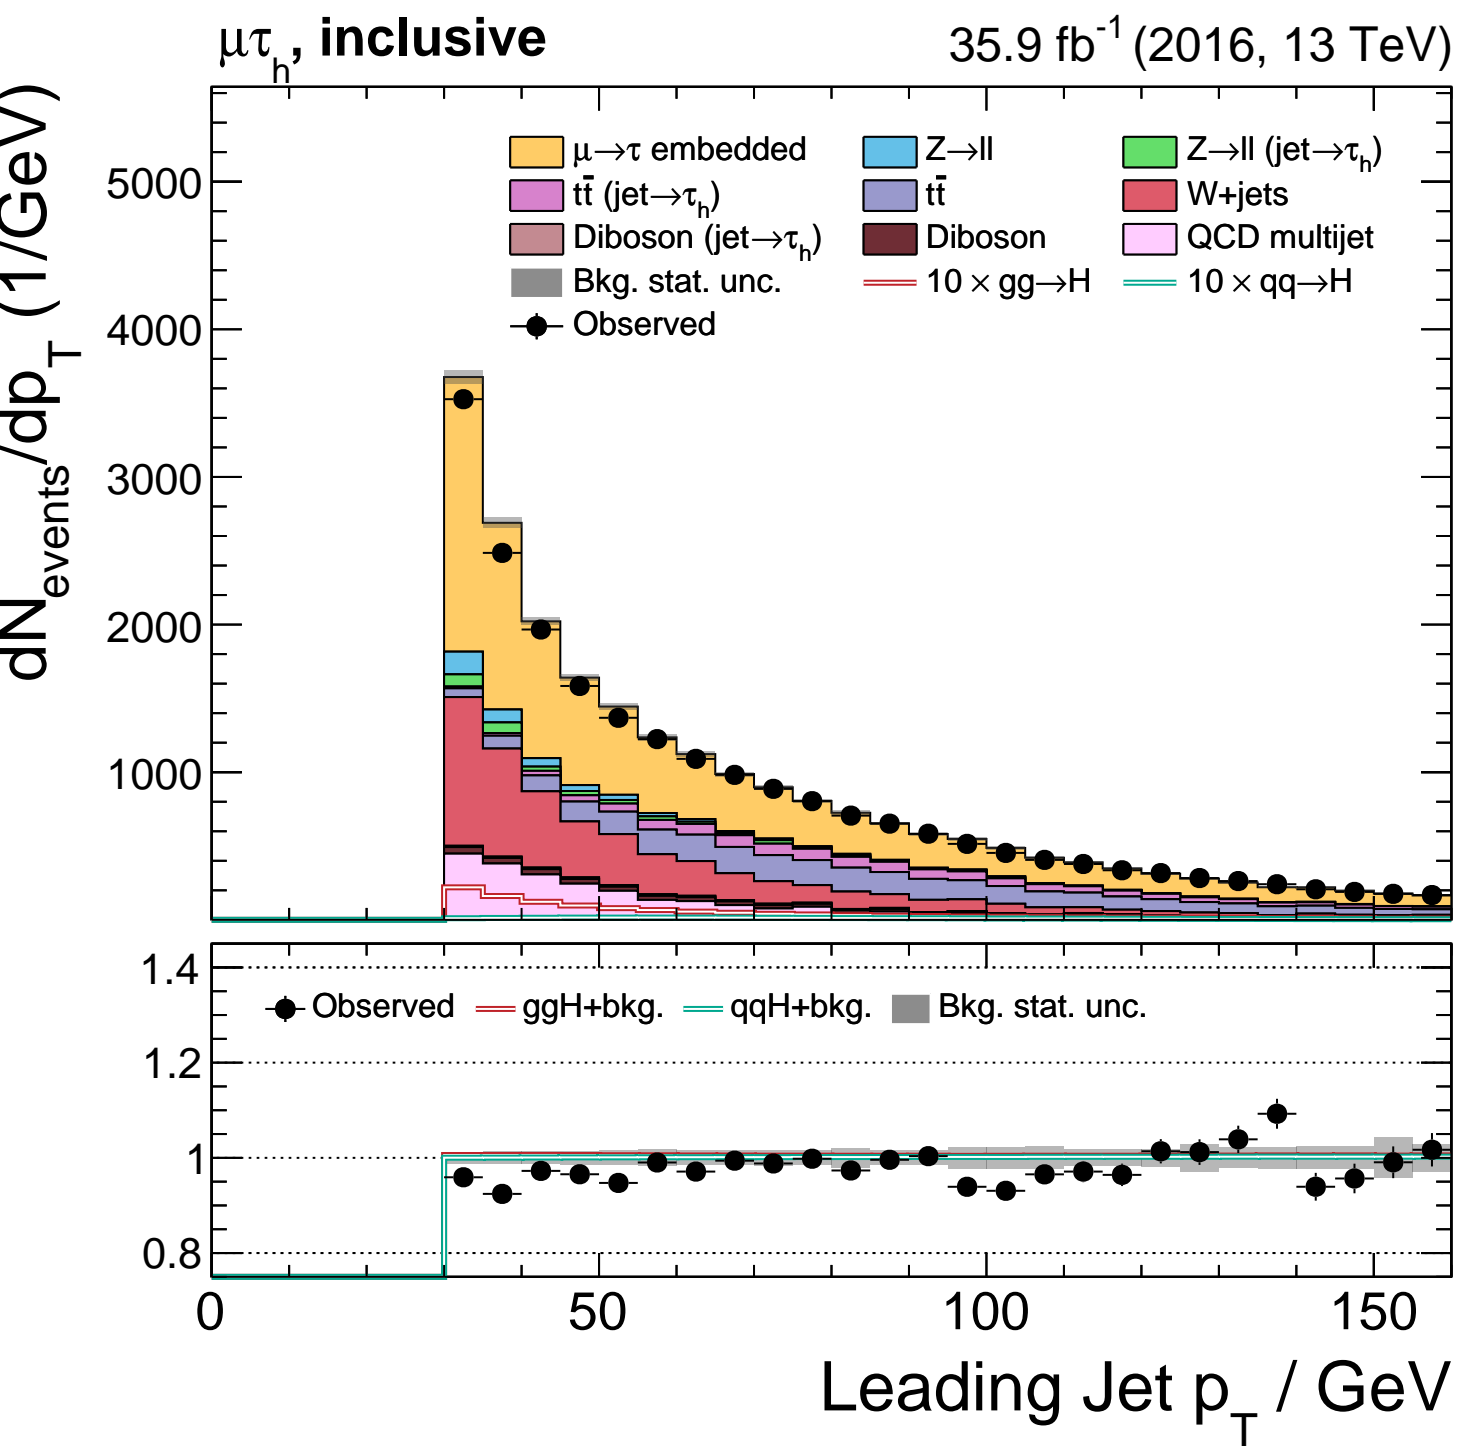 μτh, inclusive
35.9 fb-1 (2016, 13 TeV)
dNevents/dpT (1/GeV)
5000
4000
3000
2000
1000
μ→τ embedded
Z→ll
Z→ll (jet→τh)
tt̄ (jet→τh)
tt̄
W+jets
Diboson (jet→τh)
Diboson
QCD multijet
Bkg. stat. unc.
10 × gg→H
10 × qq→H
Observed
1.4
1.2
1
0.8
Observed
ggH+bkg.
qqH+bkg.
Bkg. stat. unc.
0
50
100
150
Leading Jet pT / GeV